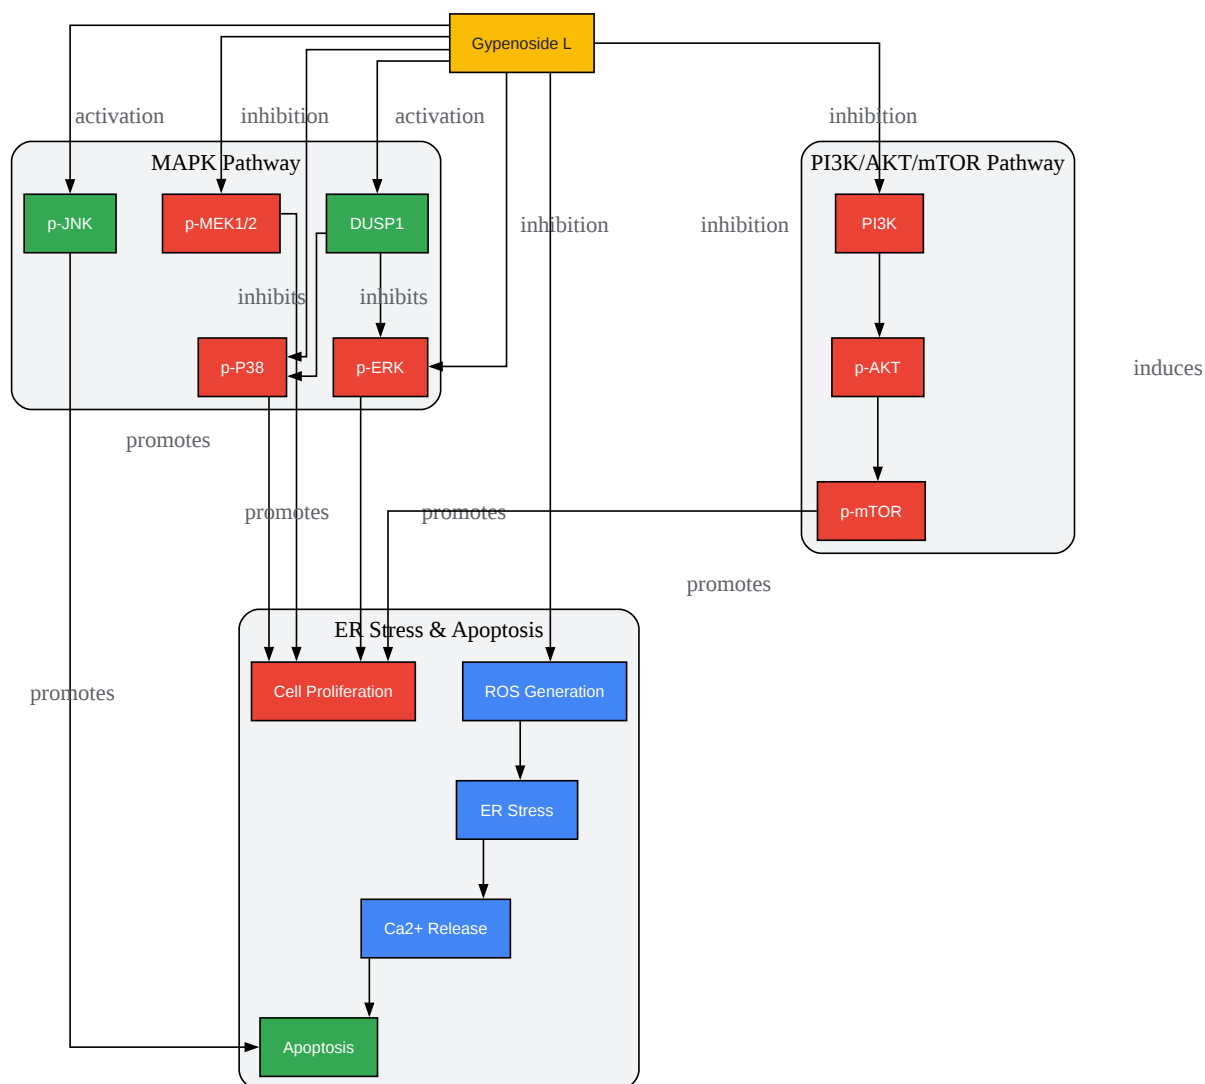 Gypenoside L
activation
inhibition
activation
inhibition
MAPK Pathway
PI3K/AKT/mTOR Pathway
p-JNK
p-MEK1/2
DUSP1
inhibition
inhibition
PI3K
inhibits
inhibits
p-P38
p-ERK
p-AKT
induces
promotes
promotes
promotes
p-mTOR
promotes
ER Stress & Apoptosis
promotes
Cell Proliferation
ROS Generation
ER Stress
Ca2+ Release
Apoptosis